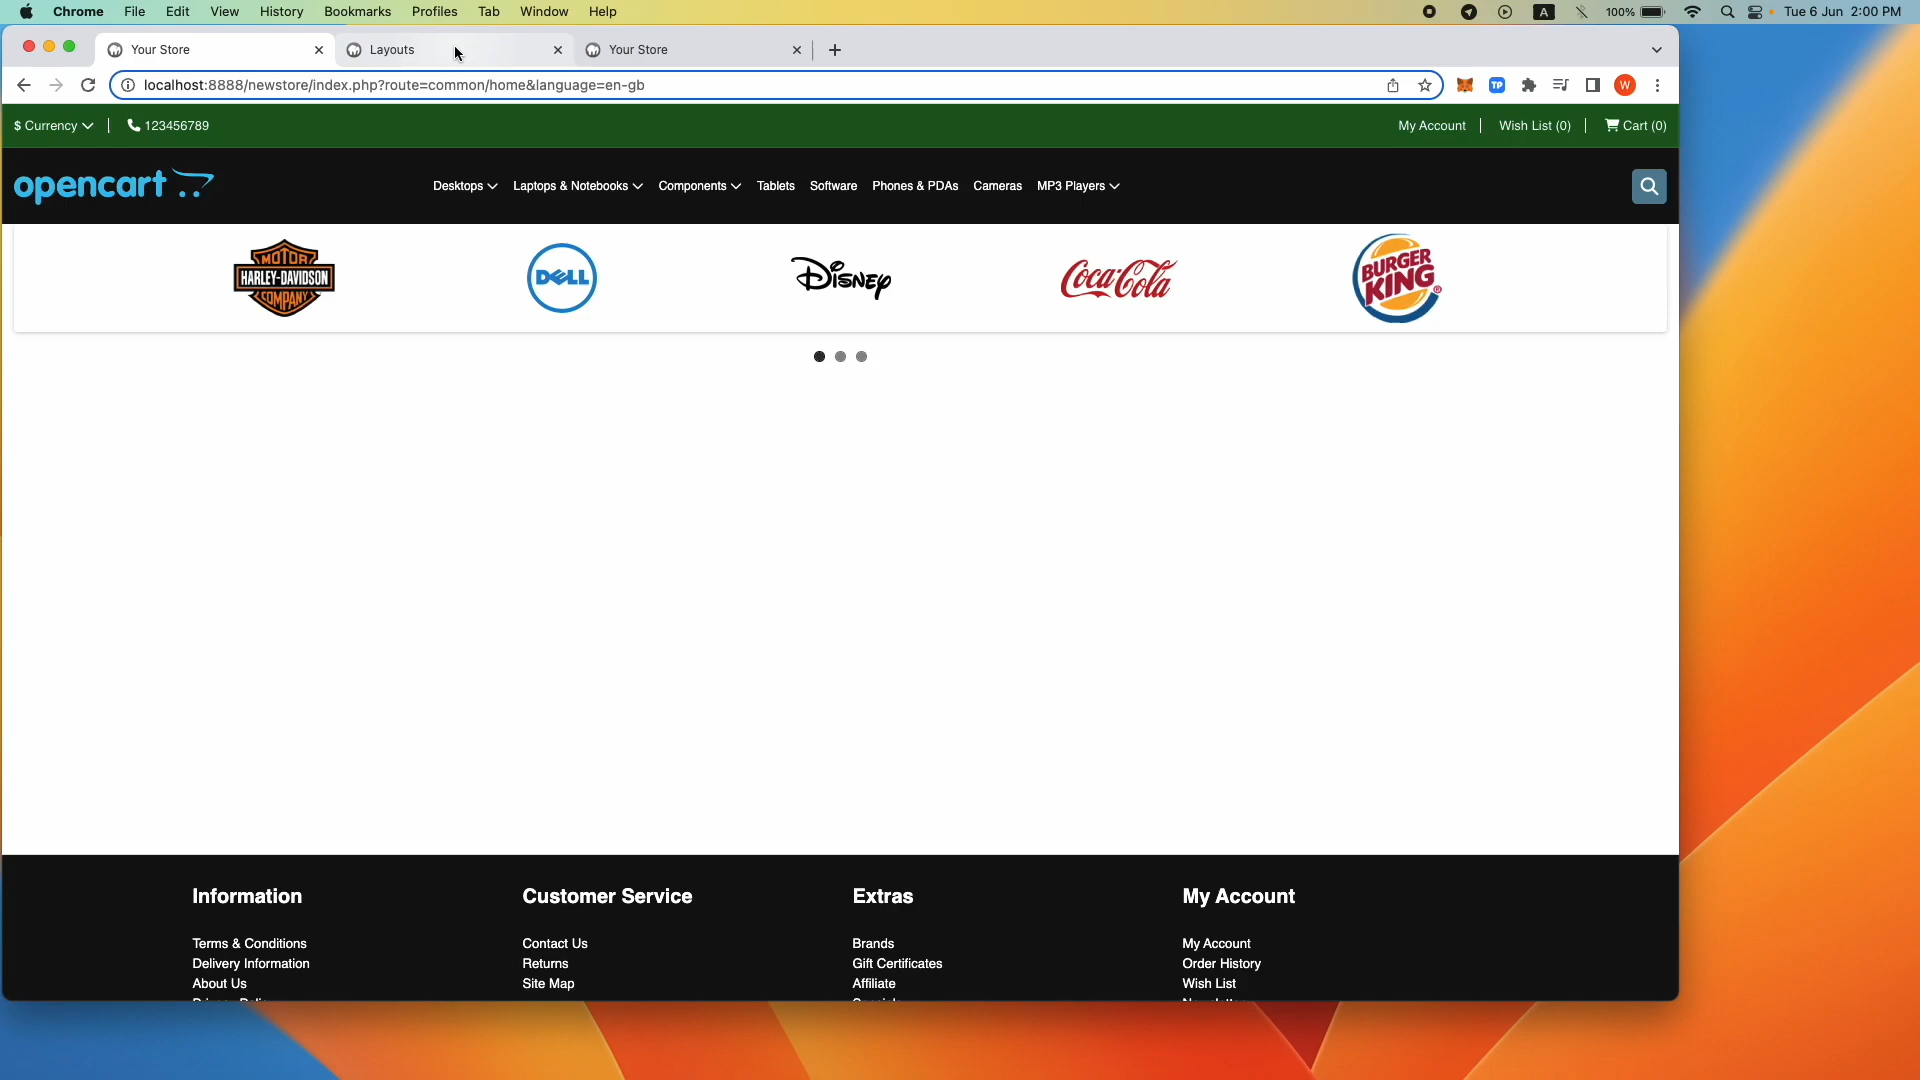 Chrome File Edit View History Bookmarks Profiles Tab Window Help A 100% Tue 6 Jun 2:00 PM
Your Store Layouts Your Store
localhost:8888/newstore/index.php?route=common/home&language=en-gb TP W
$ Currency 123456789 My Account Wish List (0) Cart (0)
opencart Desktops Laptops & Notebooks Components Tablets Software Phones & PDAs Cameras MP3 Players
MOTOR
HARLEY-DAVIDSON
COMPANY
DELL
Disney
Coca-Cola
BURGER
KING
Information Customer Service Extras My Account
Terms & Conditions Contact Us Brands My Account
Delivery Information Returns Gift Certificates Order History
About Us Site Map Affiliate Wish List